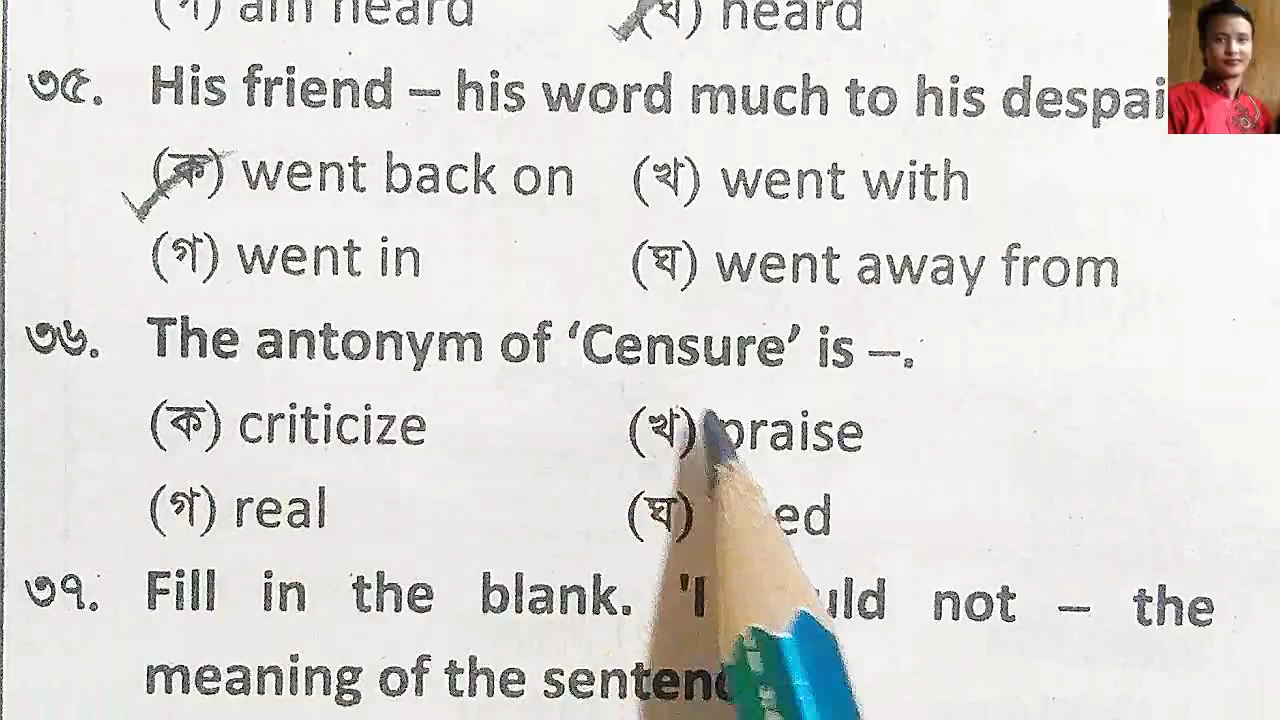 (গ) am heard (ঘ) heard
৩৫. His friend – his word much to his despai
(ক) went back on (খ) went with
(গ) went in (ঘ) went away from
৩৬. The antonym of ‘Censure’ is –.
(ক) criticize (খ) praise
(গ) real (ঘ)
৩৭. Fill in the blank. 'I not – the
meaning of the